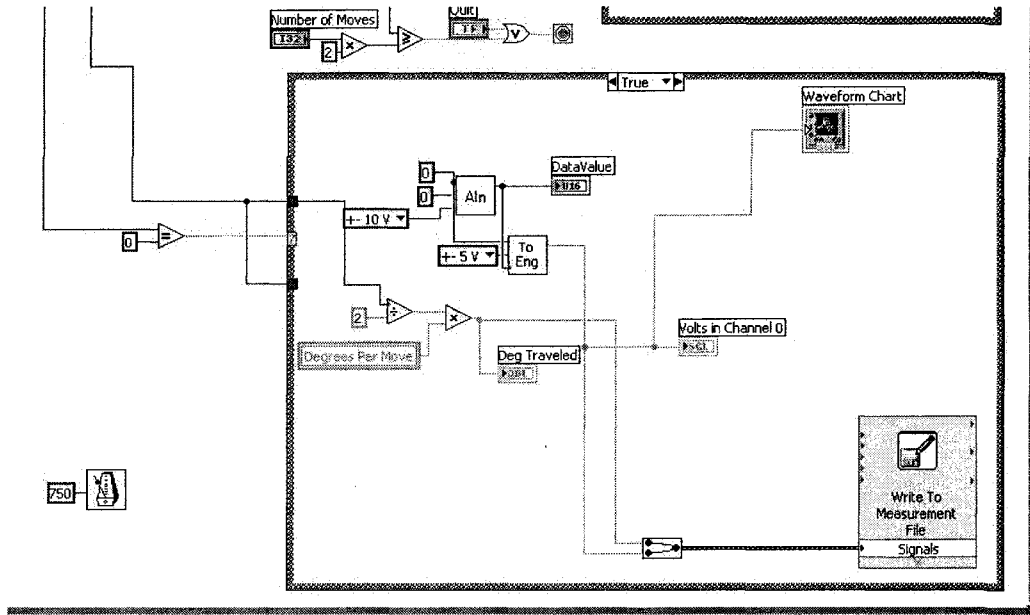 Number of Moves
Quit
I32
TF
2
True
Waveform Chart
0
DataValue
0
AIn
U16
+- 10 V
0
=
To
Eng
+- 5 V
2
÷
x
Volts in Channel 0
Degrees Per Move
Deg Traveled
DBL
750
Write To
Measurement
File
Signals